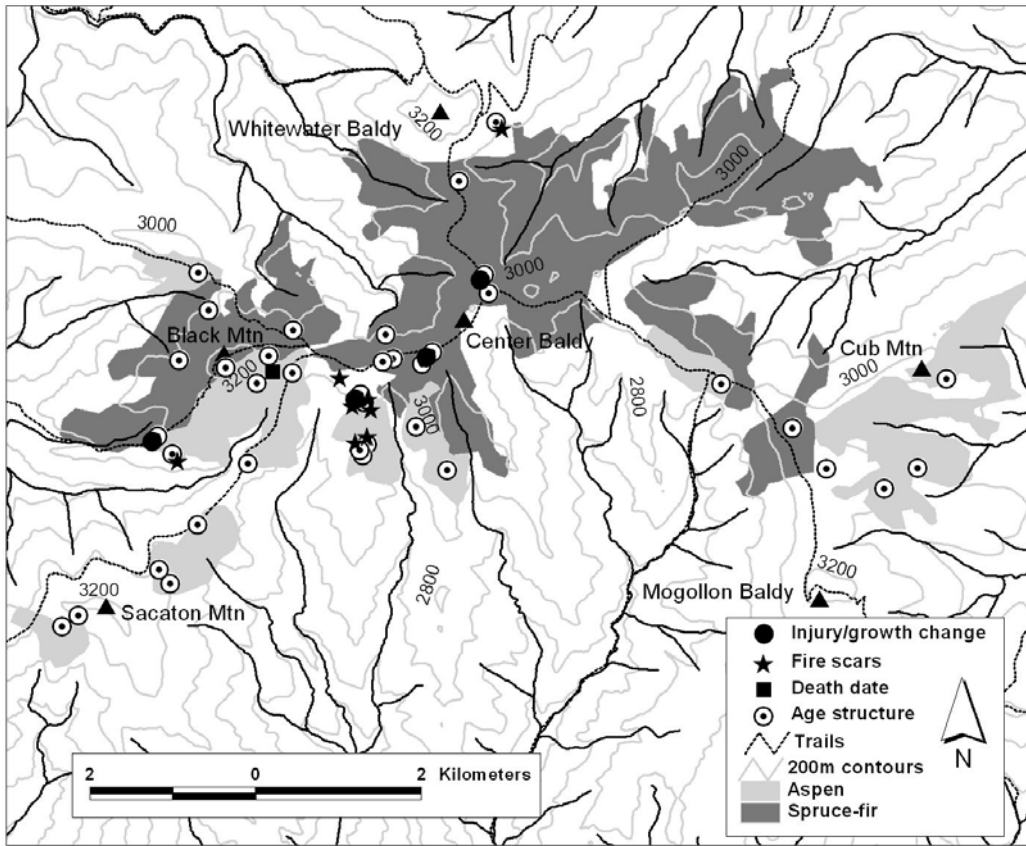 3200
Whitewater Baldy
3000
3000
3000
Black Mtn
Center Baldy
3200
Cub Mtn
3000
2800
3000
2800
3200
3200
Mogollon Baldy
Sacaton Mtn
Injury/growth change
Fire scars
Death date
Age structure
Trails
200m contours
Aspen
Spruce-fir
N
2 0 2 Kilometers